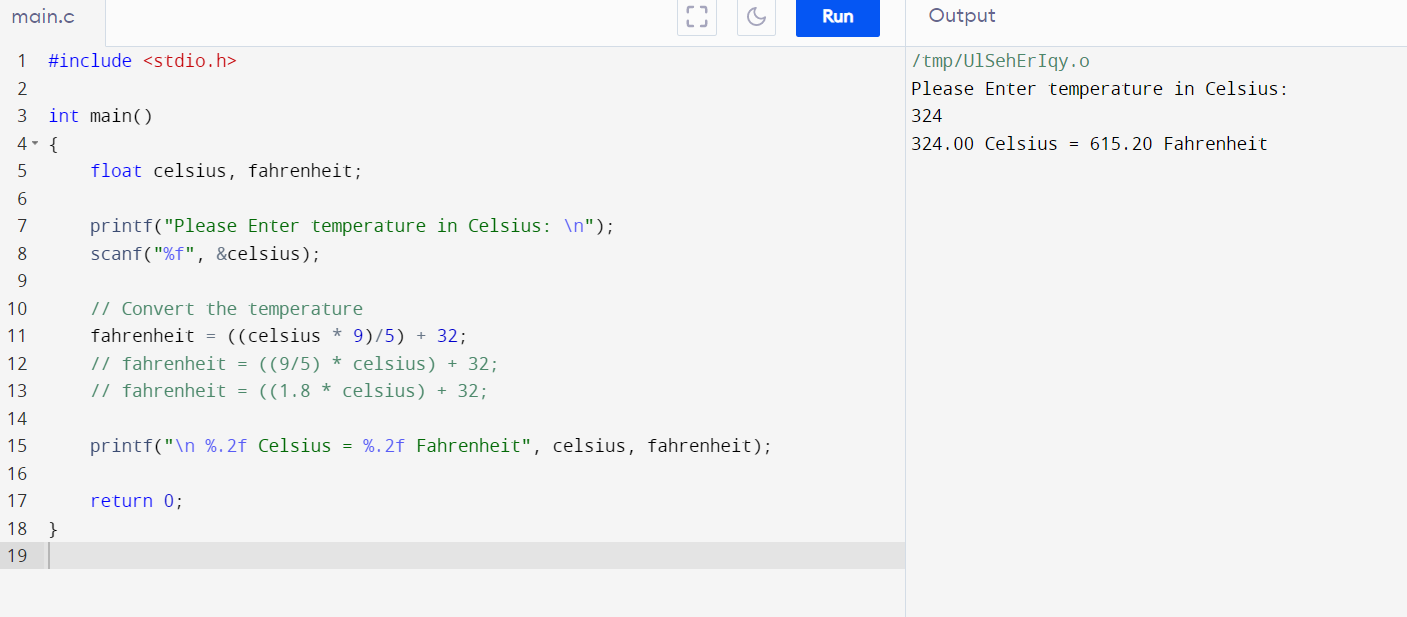 main.c
Run
Output
1 #include <stdio.h>
2
3 int main()
4 {
5     float celsius, fahrenheit;
6
7     printf("Please Enter temperature in Celsius: \n");
8     scanf("%f", &celsius);
9
10     // Convert the temperature
11     fahrenheit = ((celsius * 9)/5) + 32;
12     // fahrenheit = ((9/5) * celsius) + 32;
13     // fahrenheit = ((1.8 * celsius) + 32;
14
15     printf("\n %.2f Celsius = %.2f Fahrenheit", celsius, fahrenheit);
16
17     return 0;
18 }
19
/tmp/UlSehErIqy.o
Please Enter temperature in Celsius:
324
324.00 Celsius = 615.20 Fahrenheit